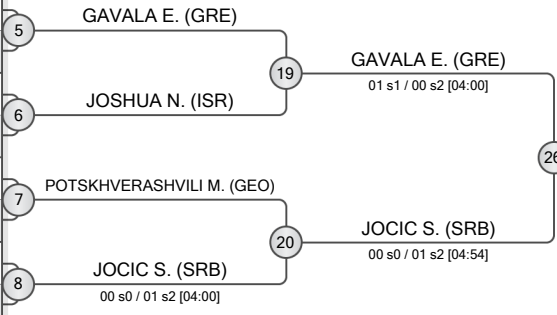 5
GAVALA E. (GRE)
19
GAVALA E. (GRE)
01 s1 / 00 s2 [04:00]
6
JOSHUA N. (ISR)
26
7
POTSKHVERASHVILI M. (GEO)
20
JOCIC S. (SRB)
00 s0 / 01 s2 [04:54]
8
JOCIC S. (SRB)
00 s0 / 01 s2 [04:00]